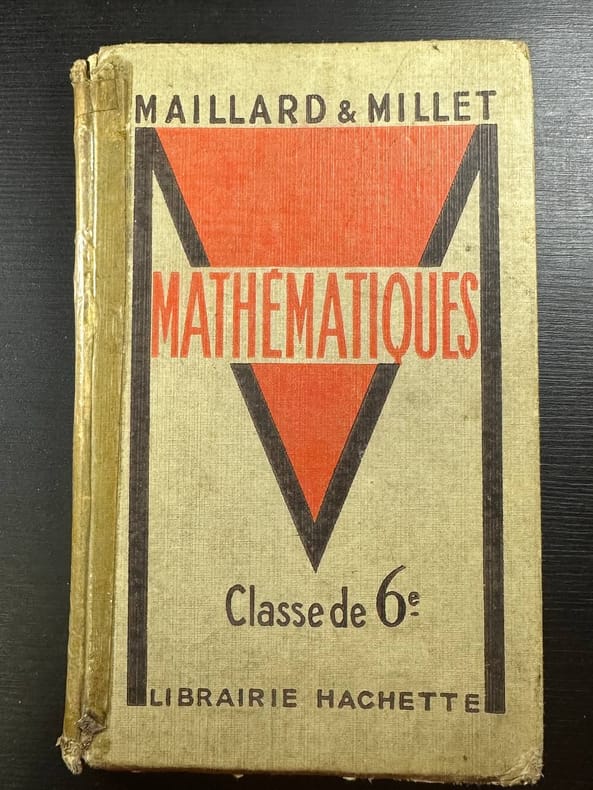 MAILLARD & MILLET
MATHÉMATIQUES
Classe de 6e
LIBRAIRIE HACHETTE